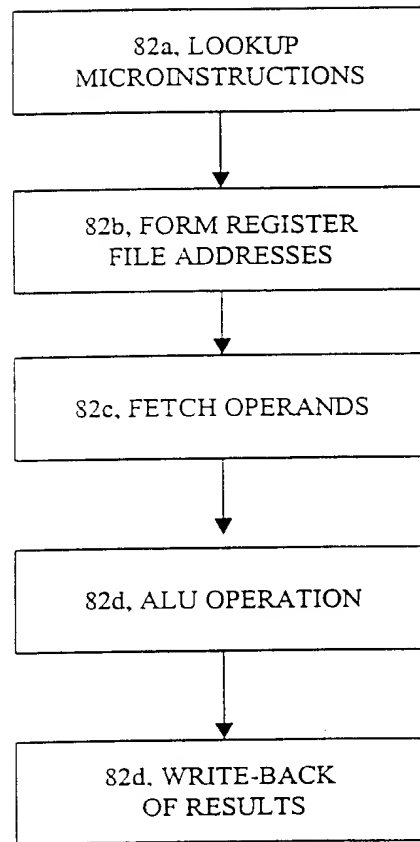 82a, LOOKUP
MICROINSTRUCTIONS
82b, FORM REGISTER
FILE ADDRESSES
82c, FETCH OPERANDS
82d, ALU OPERATION
82d, WRITE-BACK
OF RESULTS